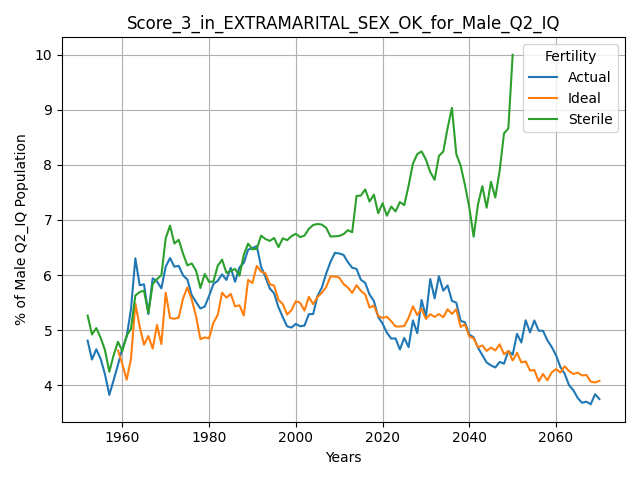 Score_3_in_EXTRAMARITAL_SEX_OK_for_Male_Q2_IQ
Fertility
Actual
Ideal
Sterile
% of Male Q2_IQ Population
10
9
8
7
6
5
4
1960 1980 2000 2020 2040 2060
Years